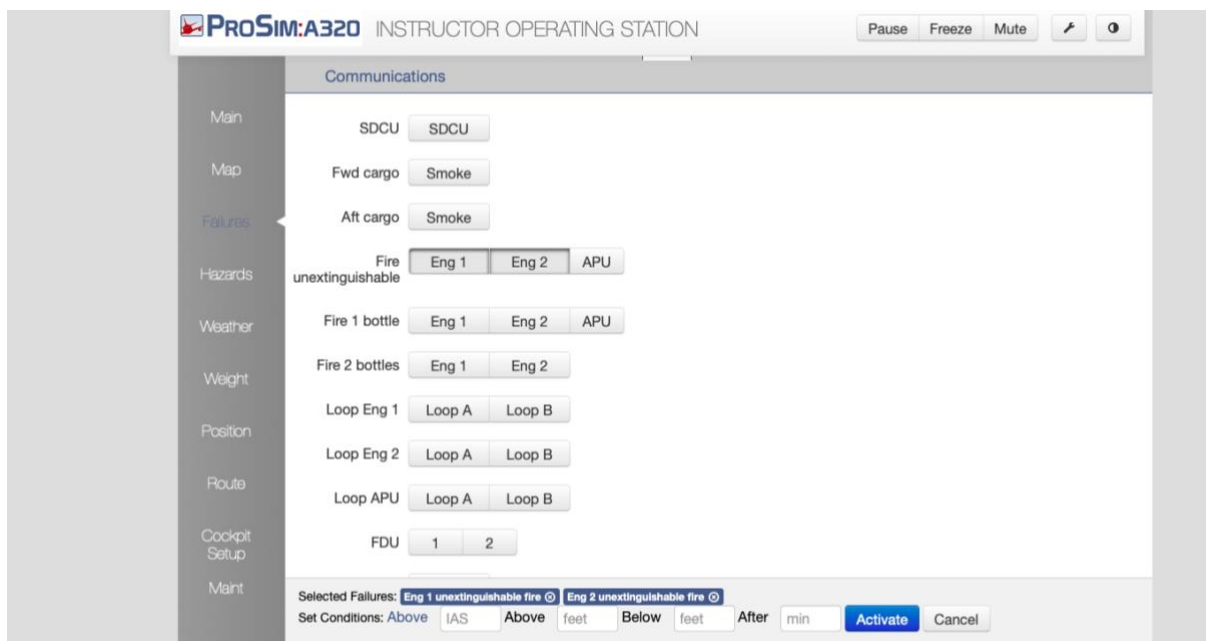 PROSIM:A320 INSTRUCTOR OPERATING STATION Pause Freeze Mute
Communications
Main
Map
Failures
Hazards
Weather
Weight
Position
Route
Cockpit
Setup
Maint
SDCU SDCU
Fwd cargo Smoke
Aft cargo Smoke
Fire
unextinguishable Eng 1 Eng 2 APU
Fire 1 bottle Eng 1 Eng 2 APU
Fire 2 bottles Eng 1 Eng 2
Loop Eng 1 Loop A Loop B
Loop Eng 2 Loop A Loop B
Loop APU Loop A Loop B
FDU 1 2
Selected Failures: Eng 1 unextinguishable fire Eng 2 unextinguishable fire
Set Conditions: Above IAS Above feet Below feet After min Activate Cancel